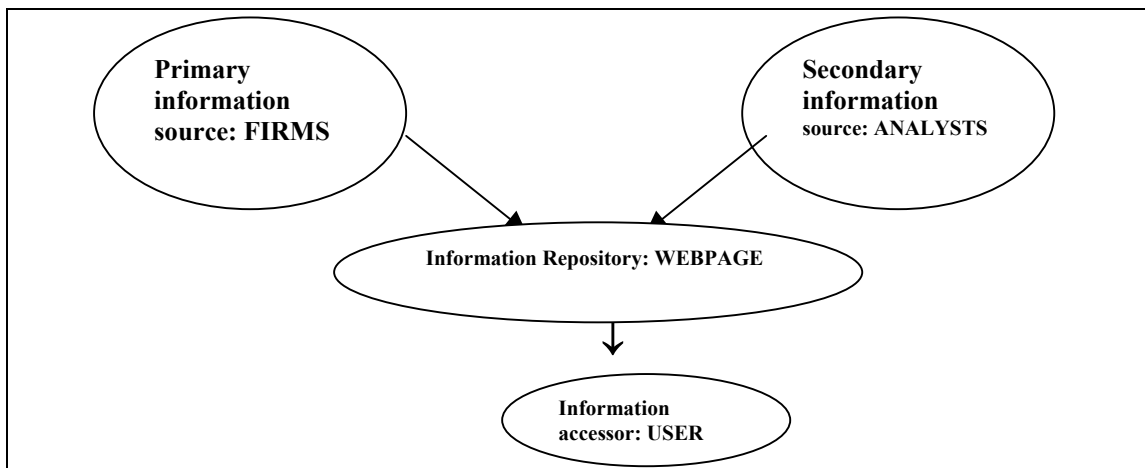 Primary
information
source: FIRMS
Secondary
information
source: ANALYSTS
Information Repository: WEBPAGE
Information
accessor: USER